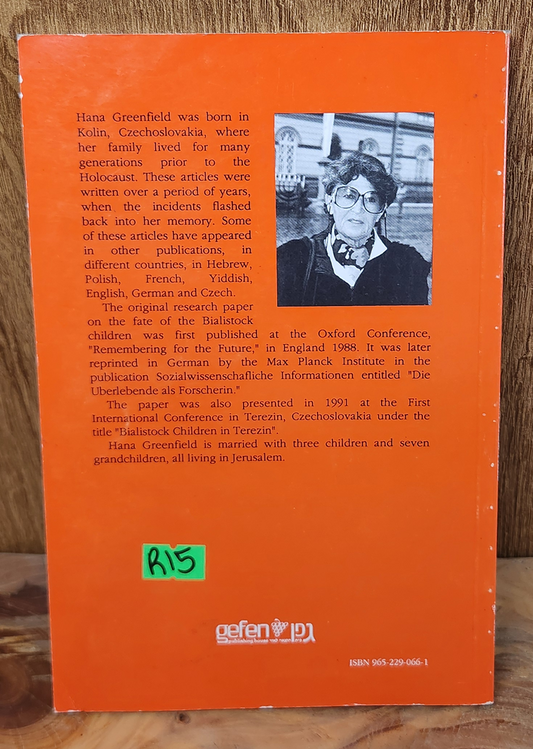 Hana Greenfield was born in
Kolin, Czechoslovakia, where
her family lived for many
generations prior to the
Holocaust. These articles were
written over a period of years,
when the incidents flashed
back into her memory. Some
of these articles have appeared
in other publications, in
different countries, in Hebrew,
Polish, French, Yiddish,
English, German and Czech.
The original research paper
on the fate of the Bialistock
children was first published at the Oxford Conference,
"Remembering for the Future," in England 1988. It was later
reprinted in German by the Max Planck Institute in the
publication Sozialwissenschafliche Informationen entitled "Die
Uberlebende als Forscherin."
The paper was also presented in 1991 at the First
International Conference in Terezin, Czechoslovakia under the
title "Bialistock Children in Terezin".
Hana Greenfield is married with three children and seven
grandchildren, all living in Jerusalem.
R15
gefen גפן
ISBN 965-229-066-1